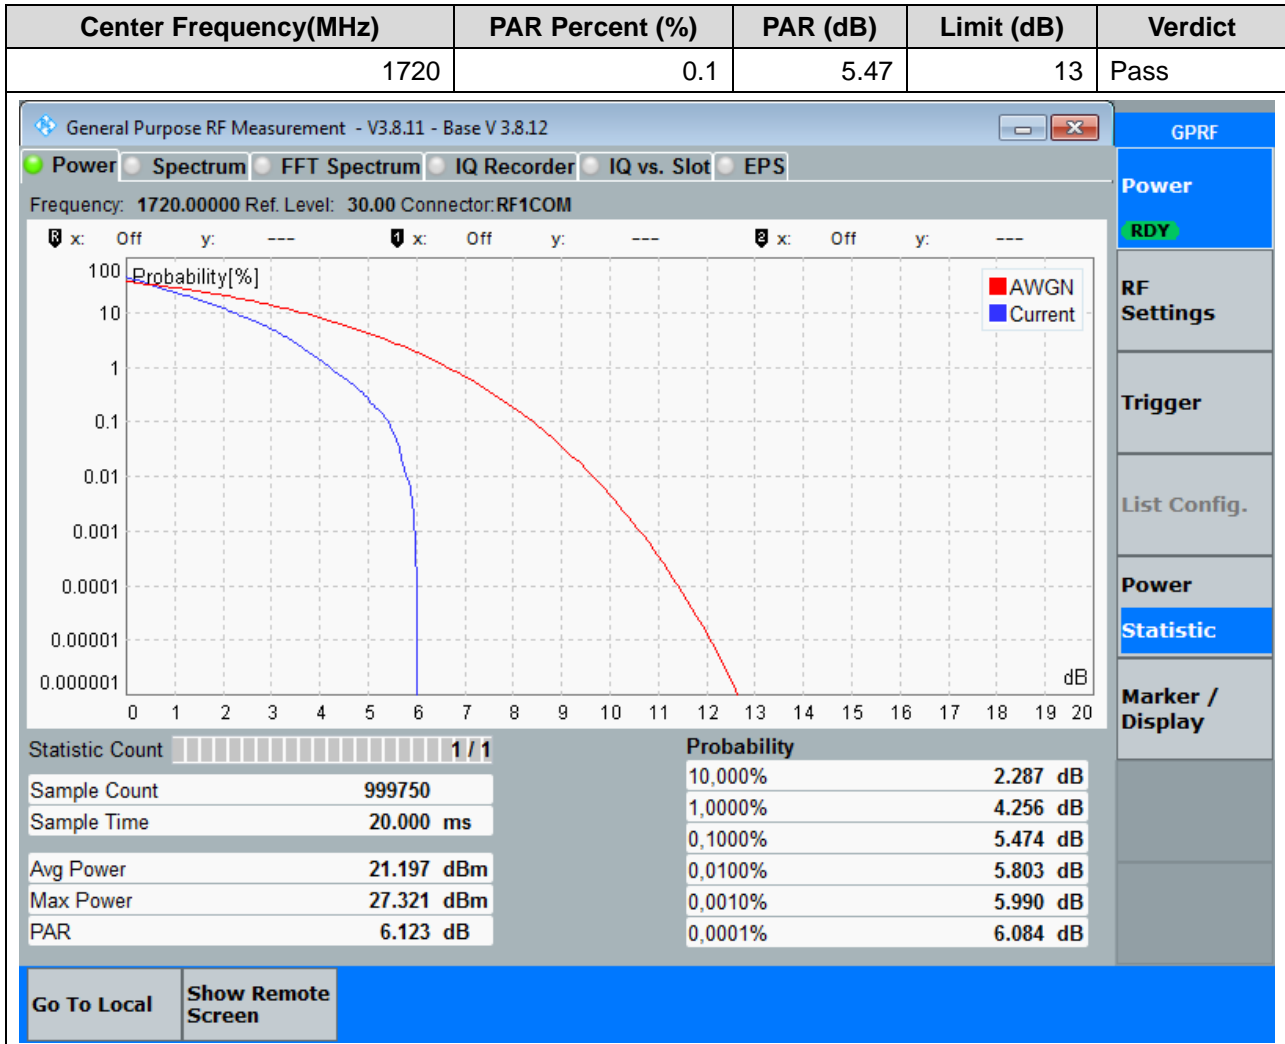 Center Frequency(MHz) PAR Percent (%) PAR (dB) Limit (dB) Verdict
1720 0.1 5.47 13 Pass
General Purpose RF Measurement - V3.8.11 - Base V 3.8.12
GPRF
Power Spectrum FFT Spectrum IQ Recorder IQ vs. Slot EPS
Frequency: 1720.00000 Ref. Level: 30.00 Connector: RF1COM
R x: Off y: --- 1 x: Off y: --- 2 x: Off y: ---
Probability[%]
100
10
1
0.1
0.01
0.001
0.0001
0.00001
0.000001
AWGN
Current
dB
0 1 2 3 4 5 6 7 8 9 10 11 12 13 14 15 16 17 18 19 20
Statistic Count 1 / 1
Sample Count 999750
Sample Time 20.000 ms
Avg Power 21.197 dBm
Max Power 27.321 dBm
PAR 6.123 dB
Probability
10,000% 2.287 dB
1,0000% 4.256 dB
0,1000% 5.474 dB
0,0100% 5.803 dB
0,0010% 5.990 dB
0,0001% 6.084 dB
Power
RDY
RF
Settings
Trigger
List Config.
Power
Statistic
Marker /
Display
Go To Local
Show Remote
Screen